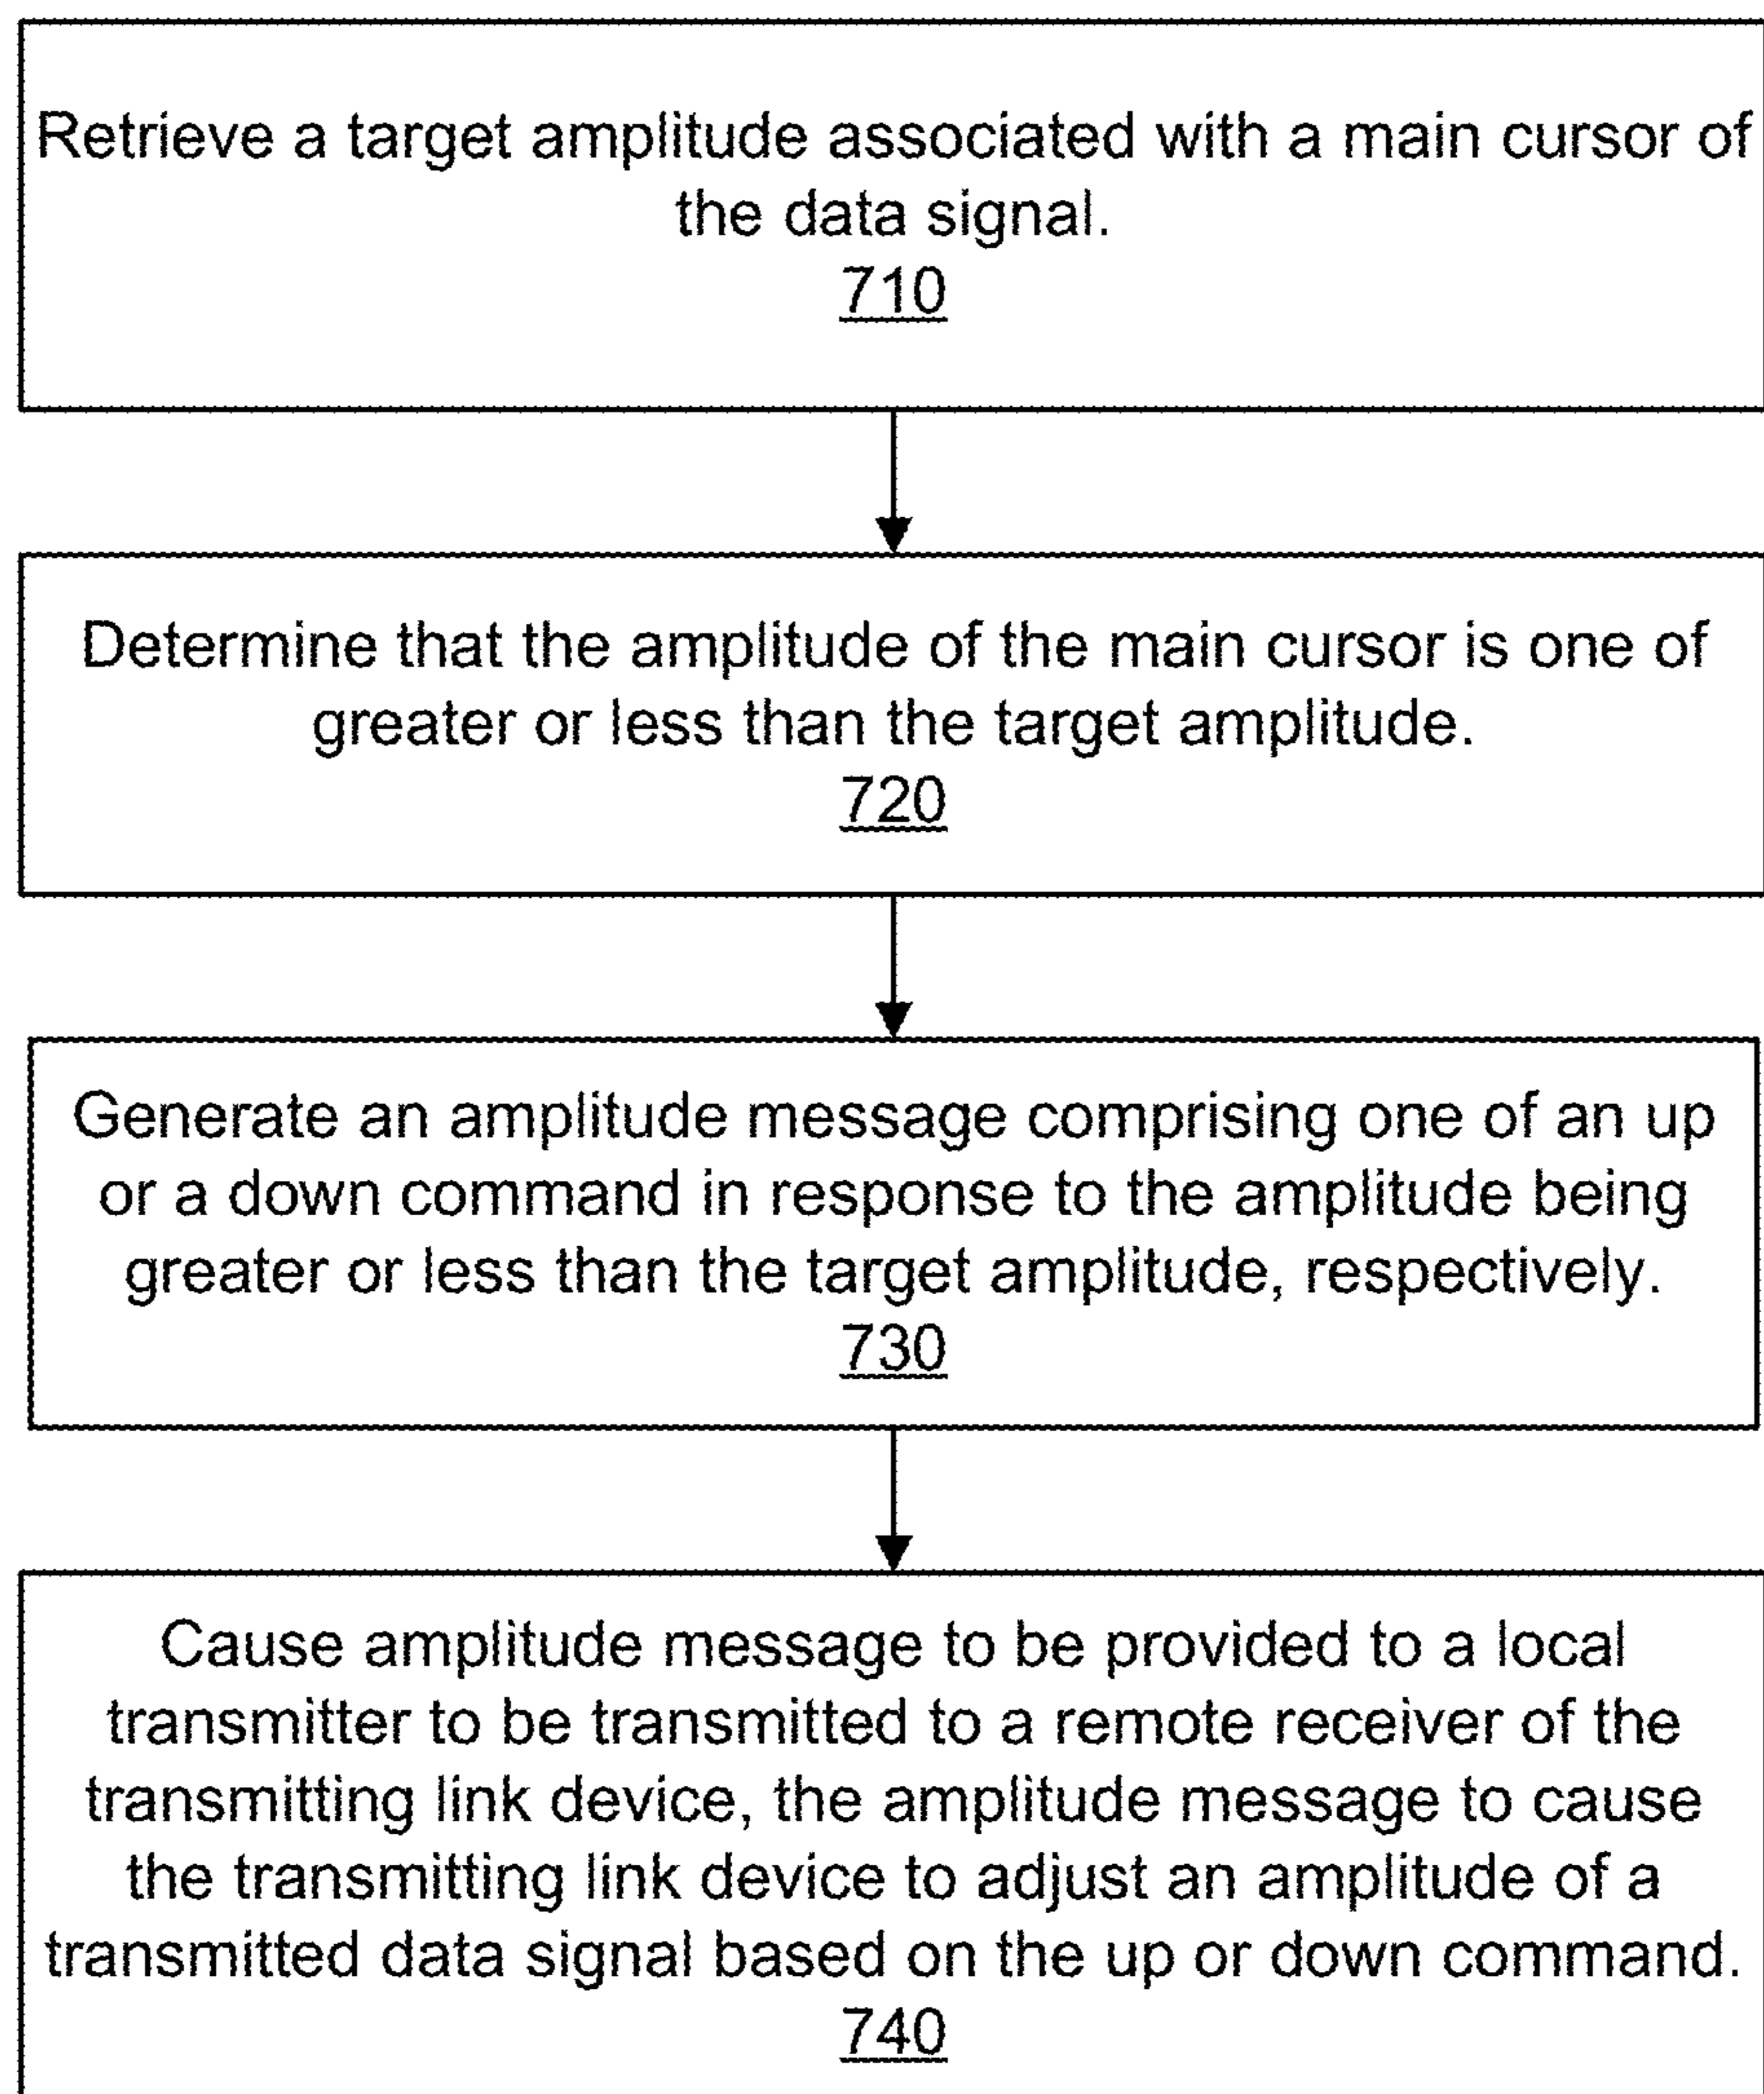 Retrieve a target amplitude associated with a main cursor of
the data signal.
710
Determine that the amplitude of the main cursor is one of
greater or less than the target amplitude.
720
Generate an amplitude message comprising one of an up
or a down command in response to the amplitude being
greater or less than the target amplitude, respectively.
730
Cause amplitude message to be provided to a local
transmitter to be transmitted to a remote receiver of the
transmitting link device, the amplitude message to cause
the transmitting link device to adjust an amplitude of a
transmitted data signal based on the up or down command.
740